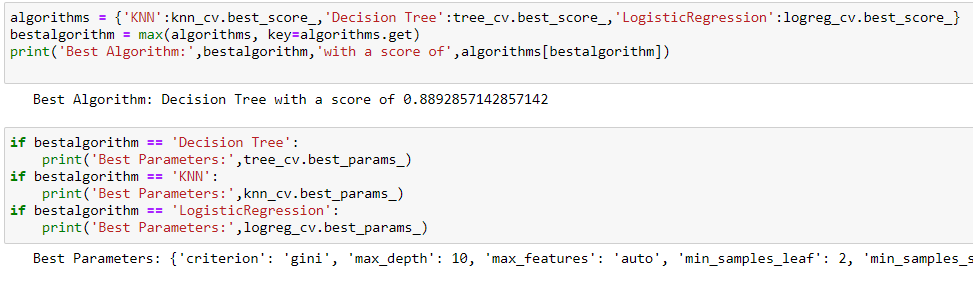 algorithms = {'KNN':knn_cv.best_score_,'Decision Tree':tree_cv.best_score_,'LogisticRegression':logreg_cv.best_score_}
bestalgorithm = max(algorithms, key=algorithms.get)
print('Best Algorithm:',bestalgorithm,'with a score of',algorithms[bestalgorithm])
Best Algorithm: Decision Tree with a score of 0.8892857142857142
if bestalgorithm == 'Decision Tree':
    print('Best Parameters:',tree_cv.best_params_)
if bestalgorithm == 'KNN':
    print('Best Parameters:',knn_cv.best_params_)
if bestalgorithm == 'LogisticRegression':
    print('Best Parameters:',logreg_cv.best_params_)
Best Parameters: {'criterion': 'gini', 'max_depth': 10, 'max_features': 'auto', 'min_samples_leaf': 2, 'min_samples_s